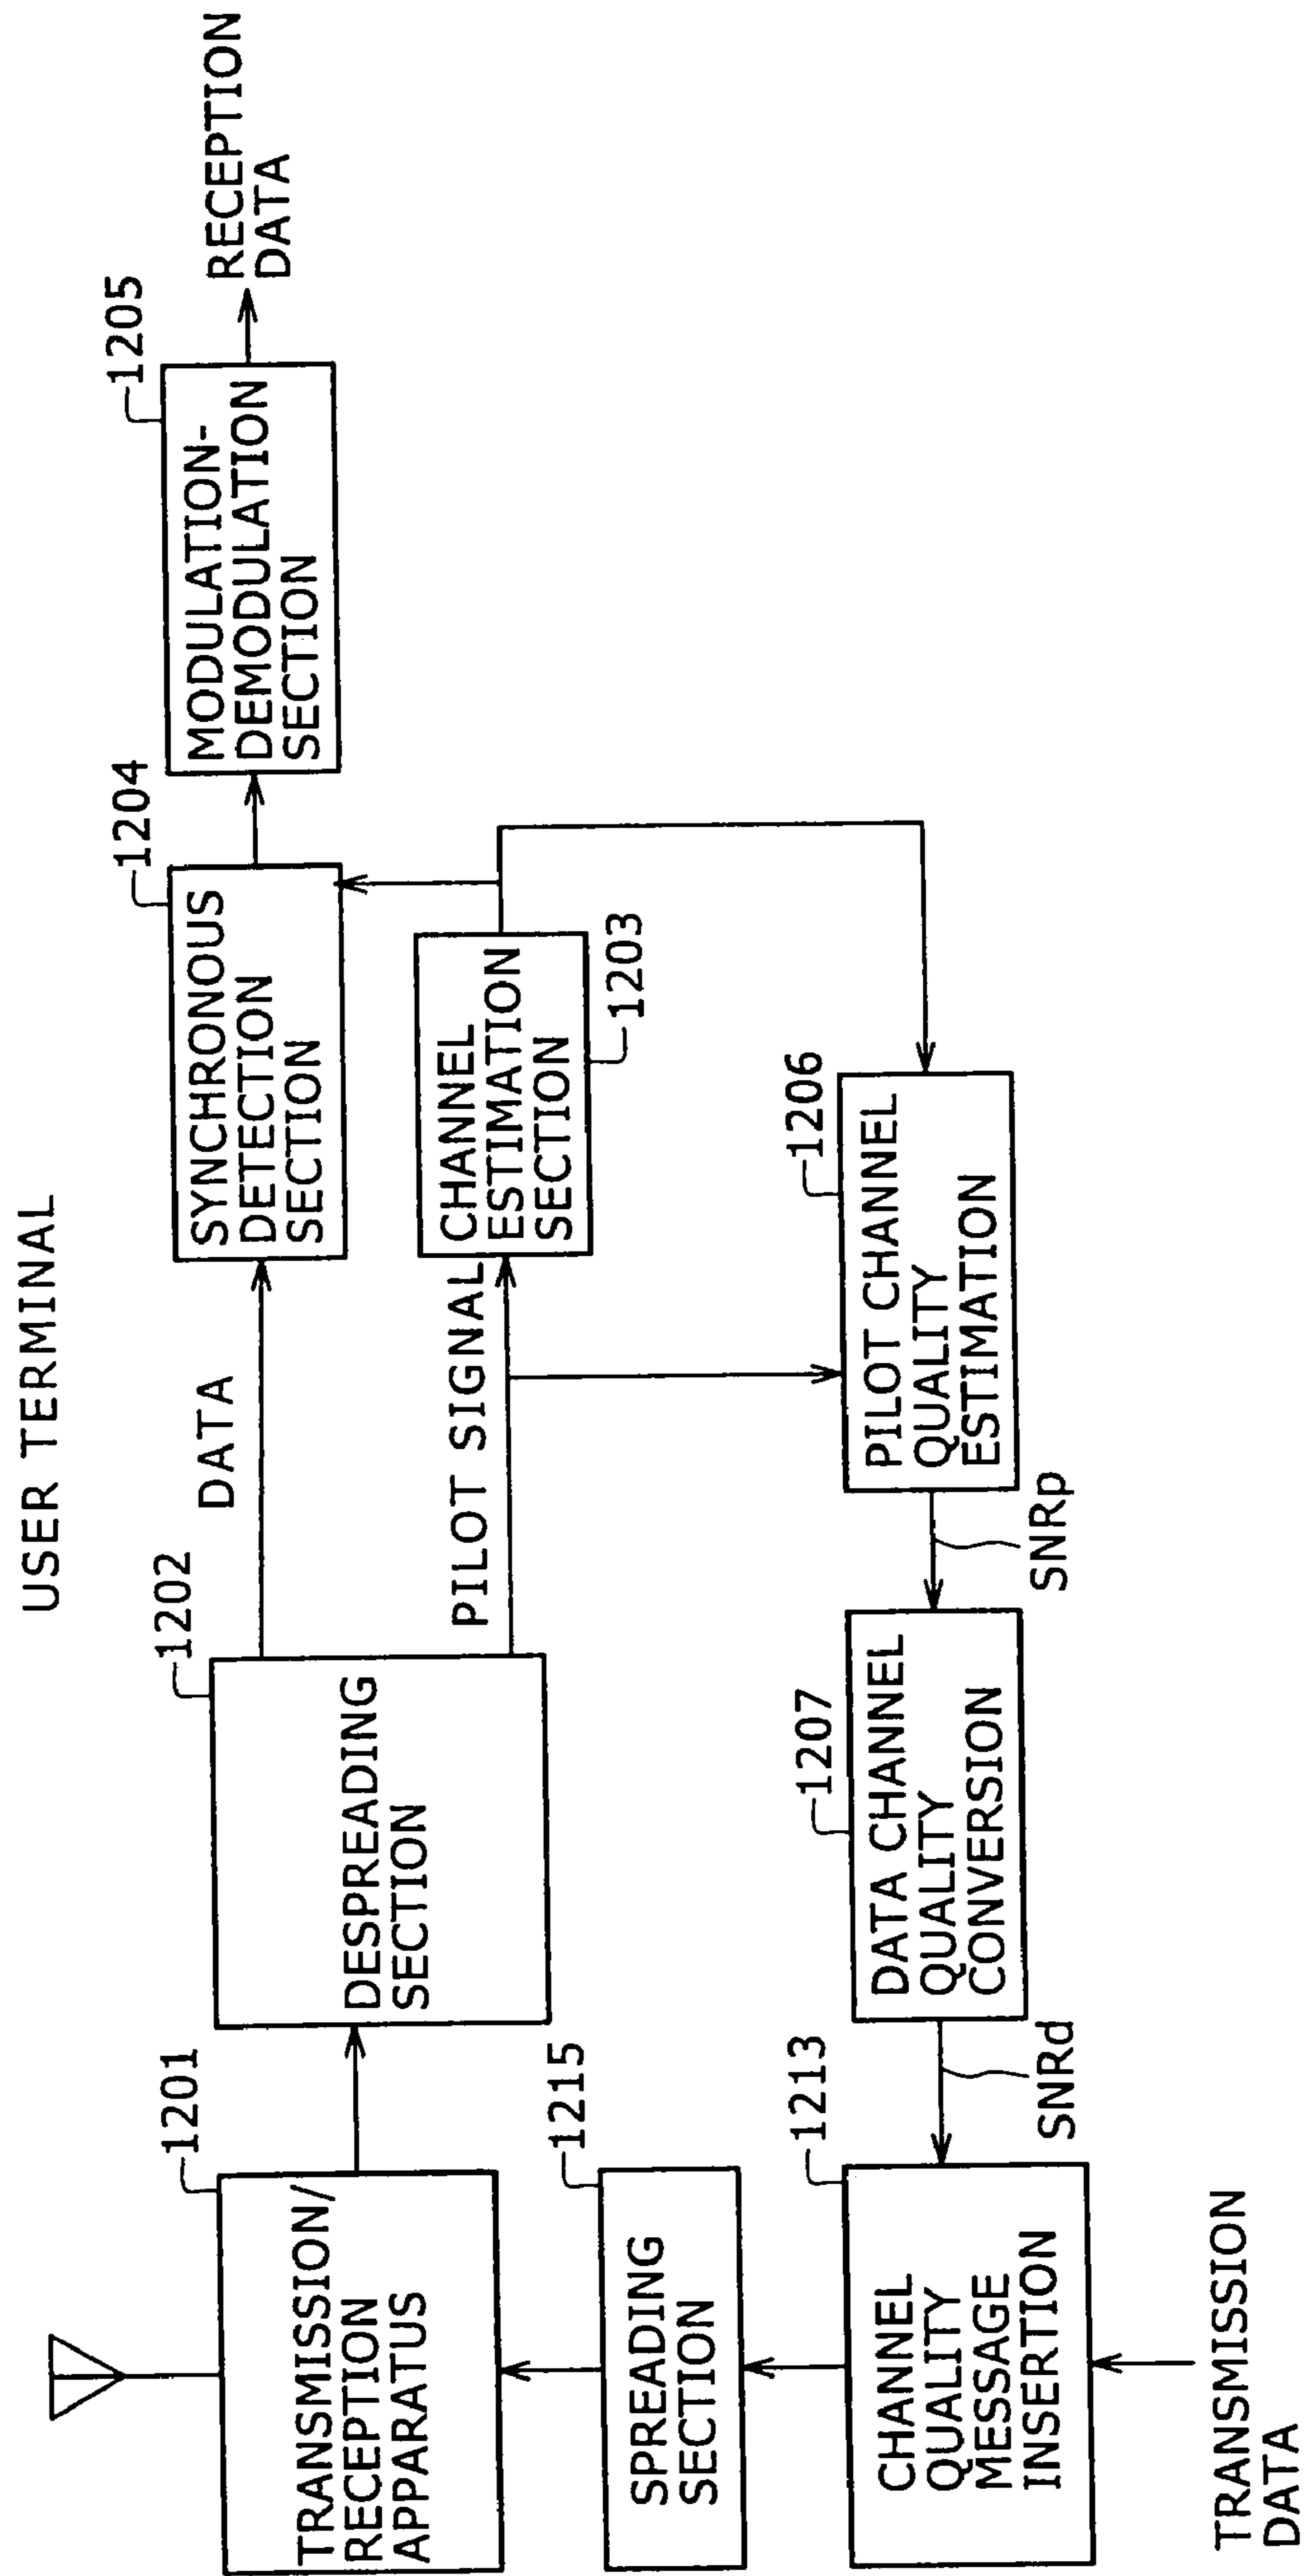 USER TERMINAL
1201
TRANSMISSION/
RECEPTION
APPARATUS
1202
DESPREADING
SECTION
DATA
PILOT SIGNAL
1204
SYNCHRONOUS
DETECTION
SECTION
CHANNEL
ESTIMATION
SECTION
1203
1205
MODULATION-
DEMODULATION
SECTION
RECEPTION
DATA
1215
SPREADING
SECTION
1213
CHANNEL
QUALITY
MESSAGE
INSERTION
SNRd
1207
DATA CHANNEL
QUALITY
CONVERSION
SNRp
1206
PILOT CHANNEL
QUALITY
ESTIMATION
TRANSMISSION
DATA